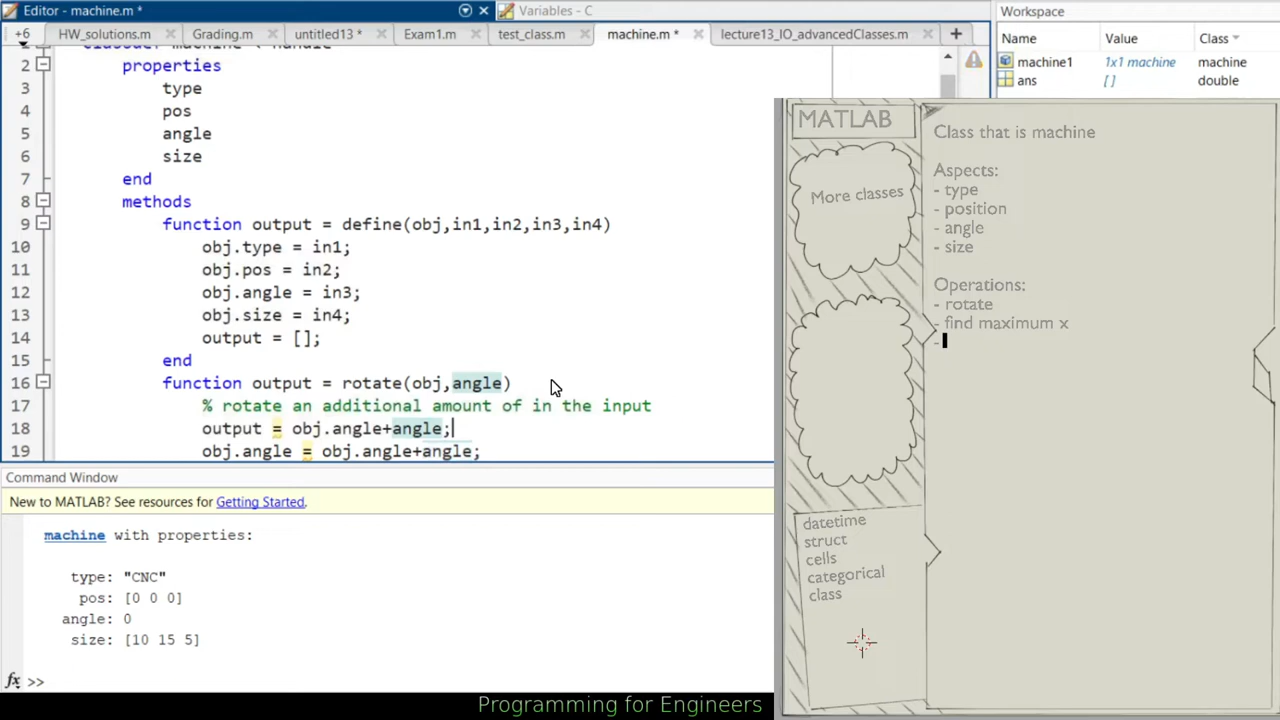 Editor - machine.m *
Variables - C
+6 HW_solutions.m Grading.m untitled13 * Exam1.m test_class.m machine.m * lecture13_IO_advancedClasses.m
2 properties
3 type
4 pos
5 angle
6 size
7 end
8 methods
9 function output = define(obj,in1,in2,in3,in4)
10 obj.type = in1;
11 obj.pos = in2;
12 obj.angle = in3;
13 obj.size = in4;
14 output = [];
15 end
16 function output = rotate(obj,angle)
17 % rotate an additional amount of in the input
18 output = obj.angle+angle;
19 obj.angle = obj.angle+angle;
Command Window
New to MATLAB? See resources for Getting Started.
machine with properties:
type: "CNC"
pos: [0 0 0]
angle: 0
size: [10 15 5]
fx >>
Workspace
Name Value Class
machine1 1x1 machine machine
ans [ ] double
MATLAB
More classes
datetime
struct
cells
categorical
class
Class that is machine
Aspects:
- type
- position
- angle
- size
Operations:
- rotate
- find maximum x
-
Programming for Engineers